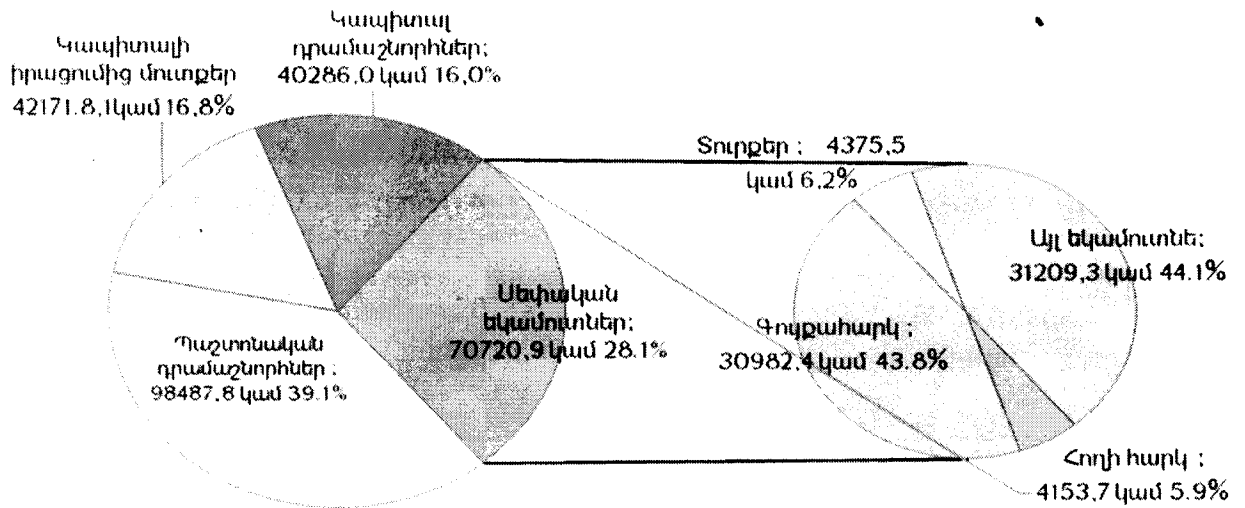 Կապիտալ
դրամաշնորհներ;
40286,0 կամ 16,0%
Կապիտալի
իրացումից մուտքեր
42171.8,1կամ 16,8%
Սեփական
եկամուտներ;
70720,9 կամ 28.1%
Պաշտոնական
դրամաշնորհներ ;
98487.8 կամ 39.1%
Տուրքեր ; 4375,5
կամ 6,2%
Այլ եկամուտնե;
31209,3 կամ 44.1%
Գույքահարկ ;
30982,4 կամ 43.8%
Հողի հարկ ;
4153,7 կամ 5.9%